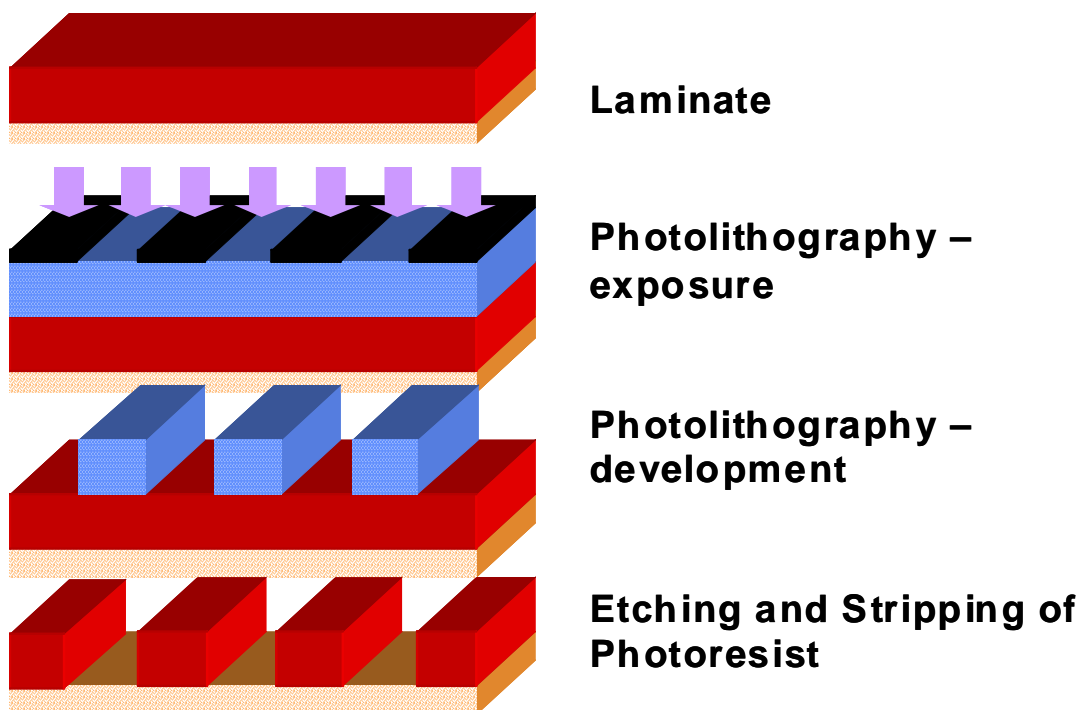 Laminate
Photolithography –
exposure
Photolithography –
development
Etching and Stripping of
Photoresist